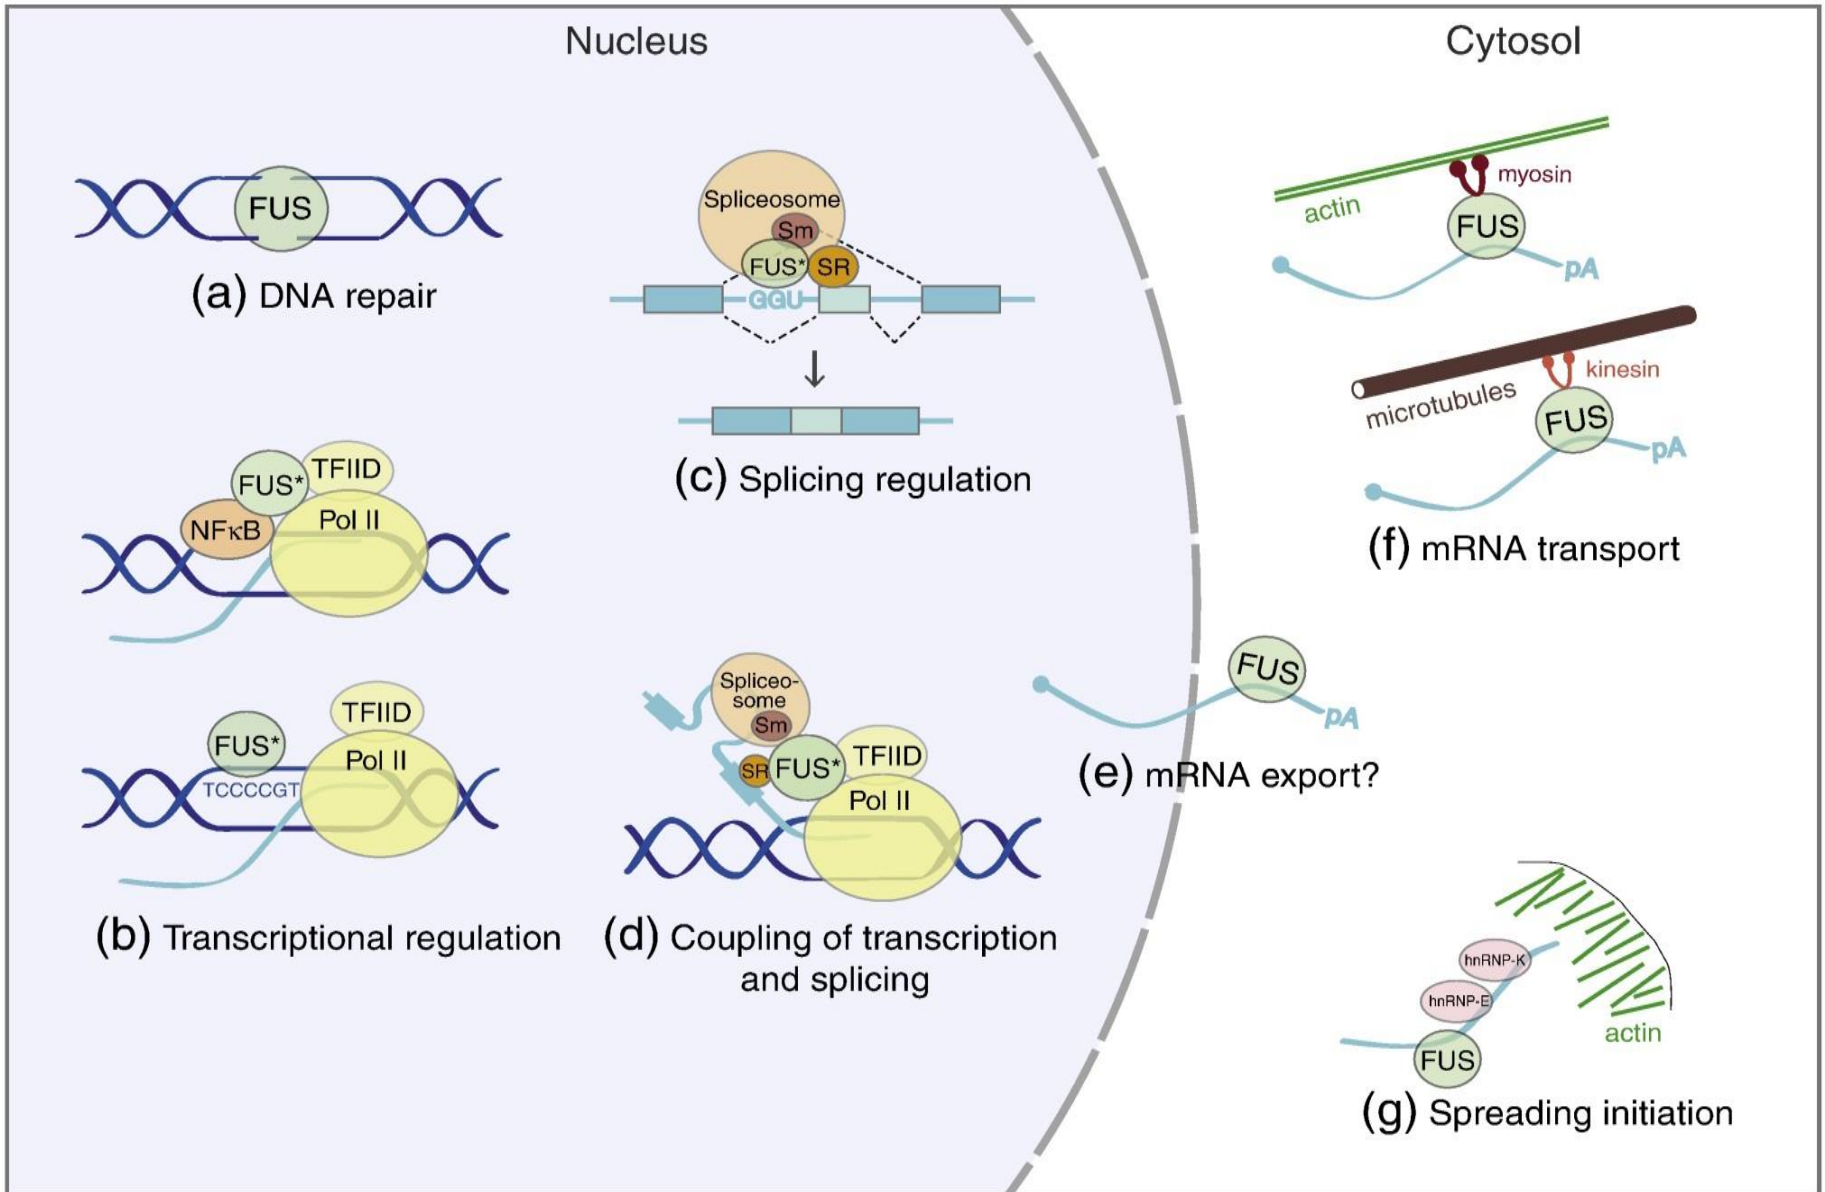 Nucleus
Cytosol
FUS
(a) DNA repair
Spliceosome
Sm
FUS*
SR
GGU
(c) Splicing regulation
FUS*
TFIID
NFκB
Pol II
FUS*
TFIID
Pol II
TCCCCGT
(b) Transcriptional regulation
Spliceo-
some
Sm
SR
FUS*
TFIID
Pol II
(d) Coupling of transcription
and splicing
FUS
pA
(e) mRNA export?
myosin
actin
FUS
pA
kinesin
microtubules
FUS
pA
(f) mRNA transport
hnRNP-K
hnRNP-E
FUS
actin
(g) Spreading initiation